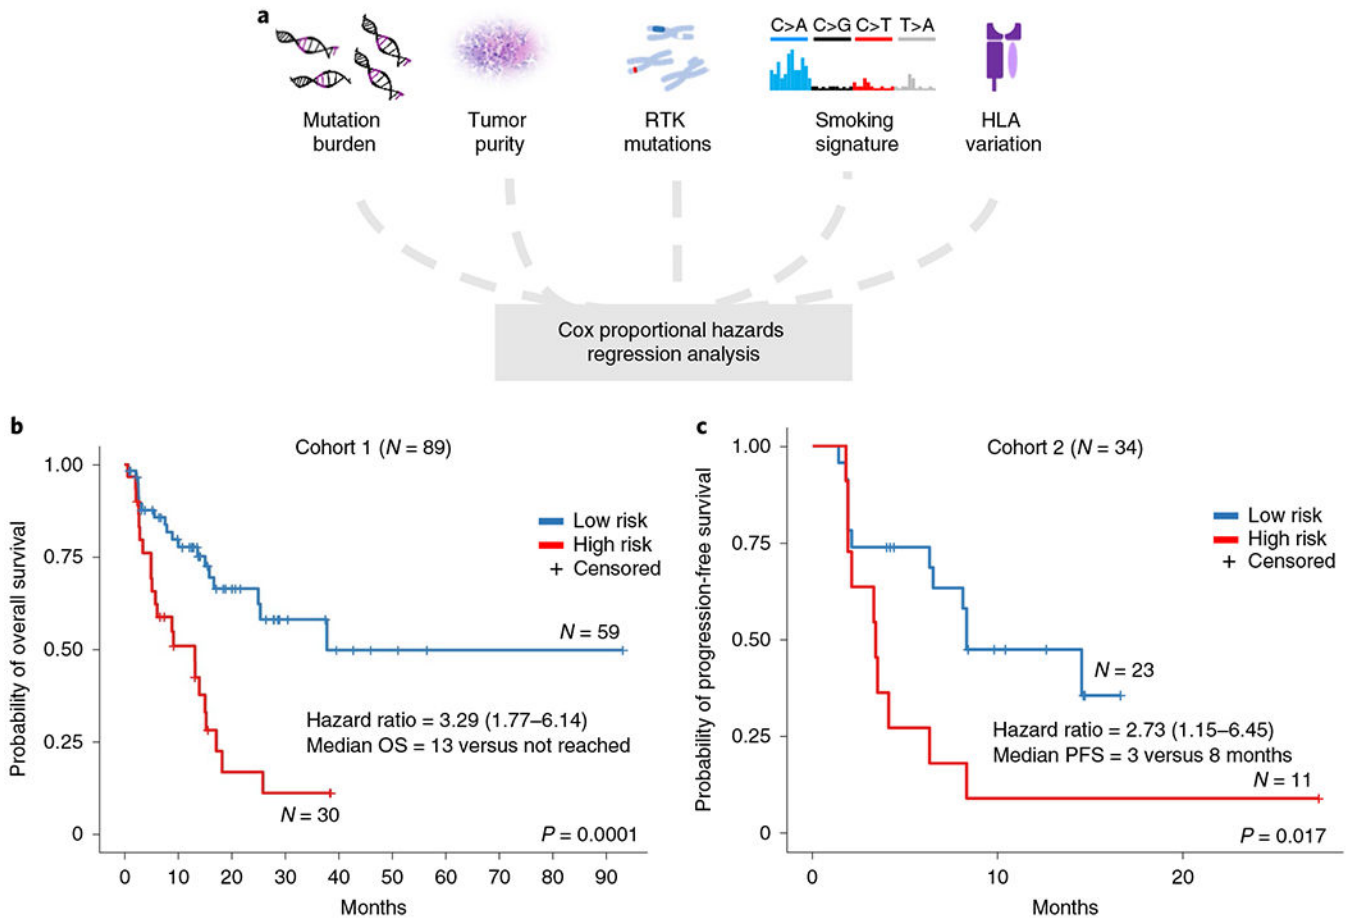 a
C>A C>G C>T T>A
Mutation
burden
Tumor
purity
RTK
mutations
Smoking
signature
HLA
variation
Cox proportional hazards
regression analysis
b
Cohort 1 (N = 89)
Probability of overall survival
1.00
0.75
0.50
0.25
0
Low risk
High risk
Censored
N = 59
Hazard ratio = 3.29 (1.77–6.14)
Median OS = 13 versus not reached
N = 30
P = 0.0001
0 10 20 30 40 50 60 70 80 90
Months
c
Cohort 2 (N = 34)
Probability of progression-free survival
1.00
0.75
0.50
0.25
0
Low risk
High risk
Censored
N = 23
Hazard ratio = 2.73 (1.15–6.45)
Median PFS = 3 versus 8 months
N = 11
P = 0.017
0 10 20
Months